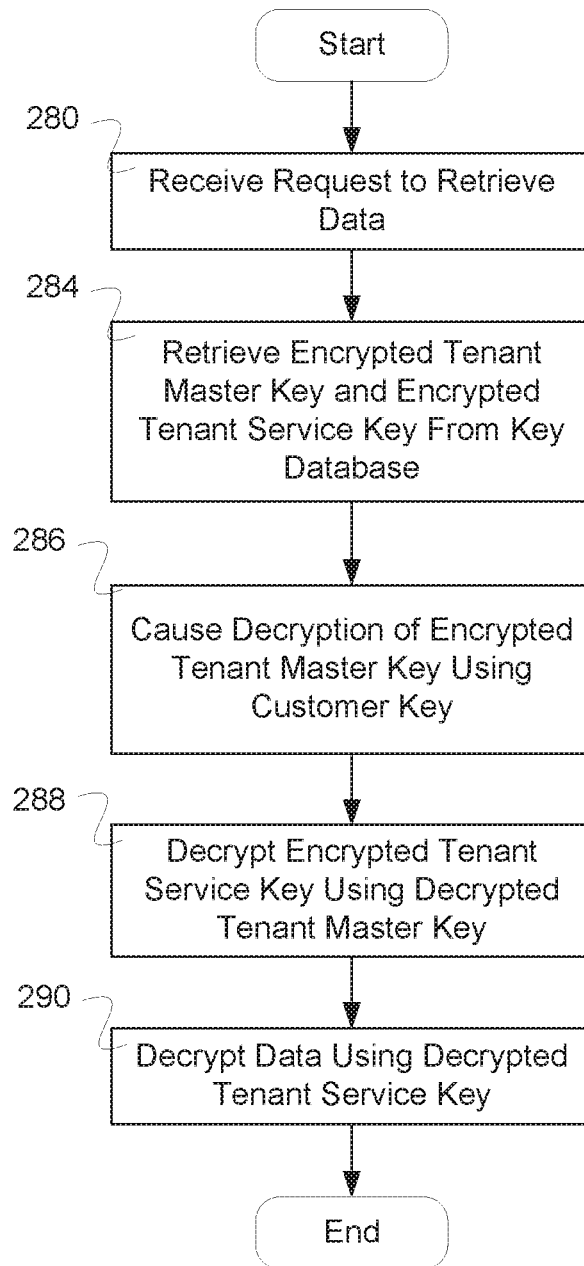 Start
280
Receive Request to Retrieve
Data
284
Retrieve Encrypted Tenant
Master Key and Encrypted
Tenant Service Key From Key
Database
286
Cause Decryption of Encrypted
Tenant Master Key Using
Customer Key
288
Decrypt Encrypted Tenant
Service Key Using Decrypted
Tenant Master Key
290
Decrypt Data Using Decrypted
Tenant Service Key
End